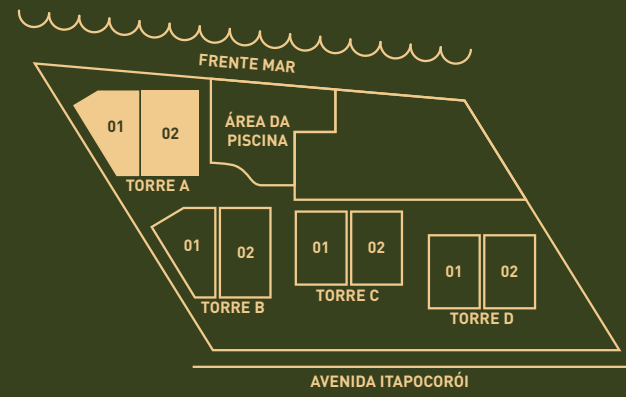 FRENTE MAR
01
02
ÁREA DA
PISCINA
TORRE A
01
02
TORRE B
01
02
TORRE C
01
02
TORRE D
AVENIDA ITAPOCORÓI